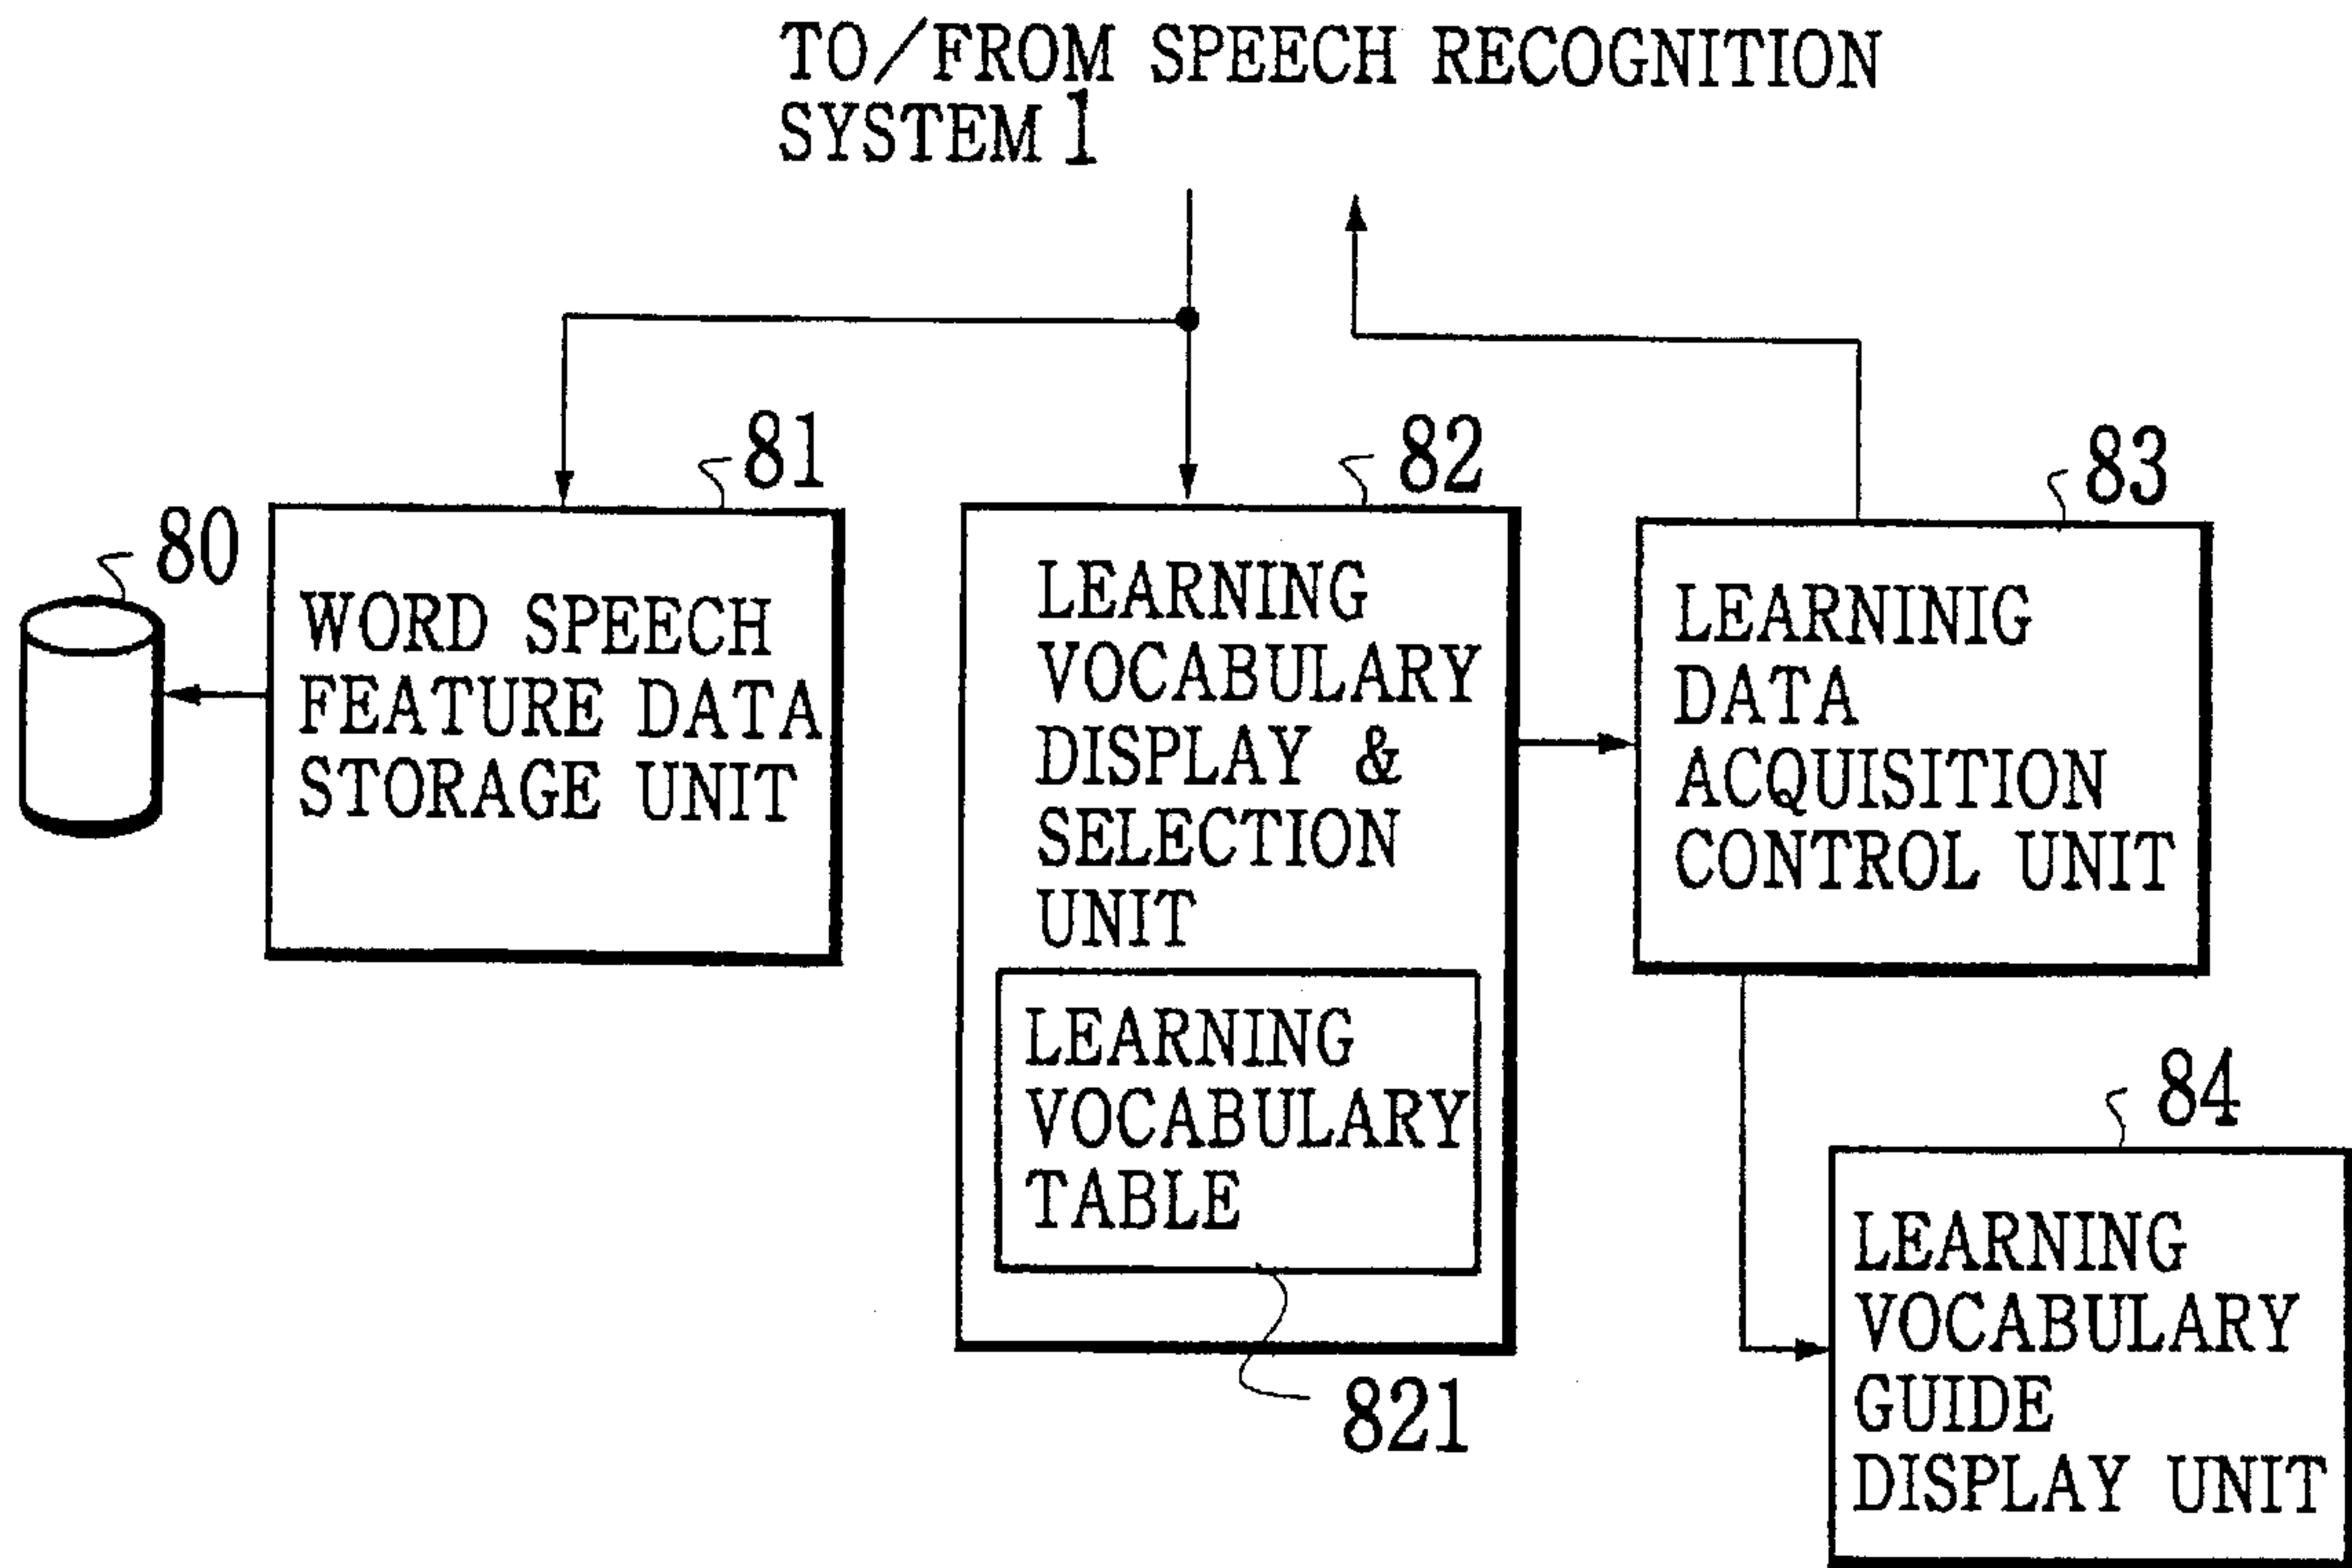 TO/FROM SPEECH RECOGNITION
SYSTEM 1
80
81
WORD SPEECH
FEATURE DATA
STORAGE UNIT
82
LEARNING
VOCABULARY
DISPLAY &
SELECTION
UNIT
LEARNING
VOCABULARY
TABLE
821
83
LEARNINIG
DATA
ACQUISITION
CONTROL UNIT
84
LEARNING
VOCABULARY
GUIDE
DISPLAY UNIT